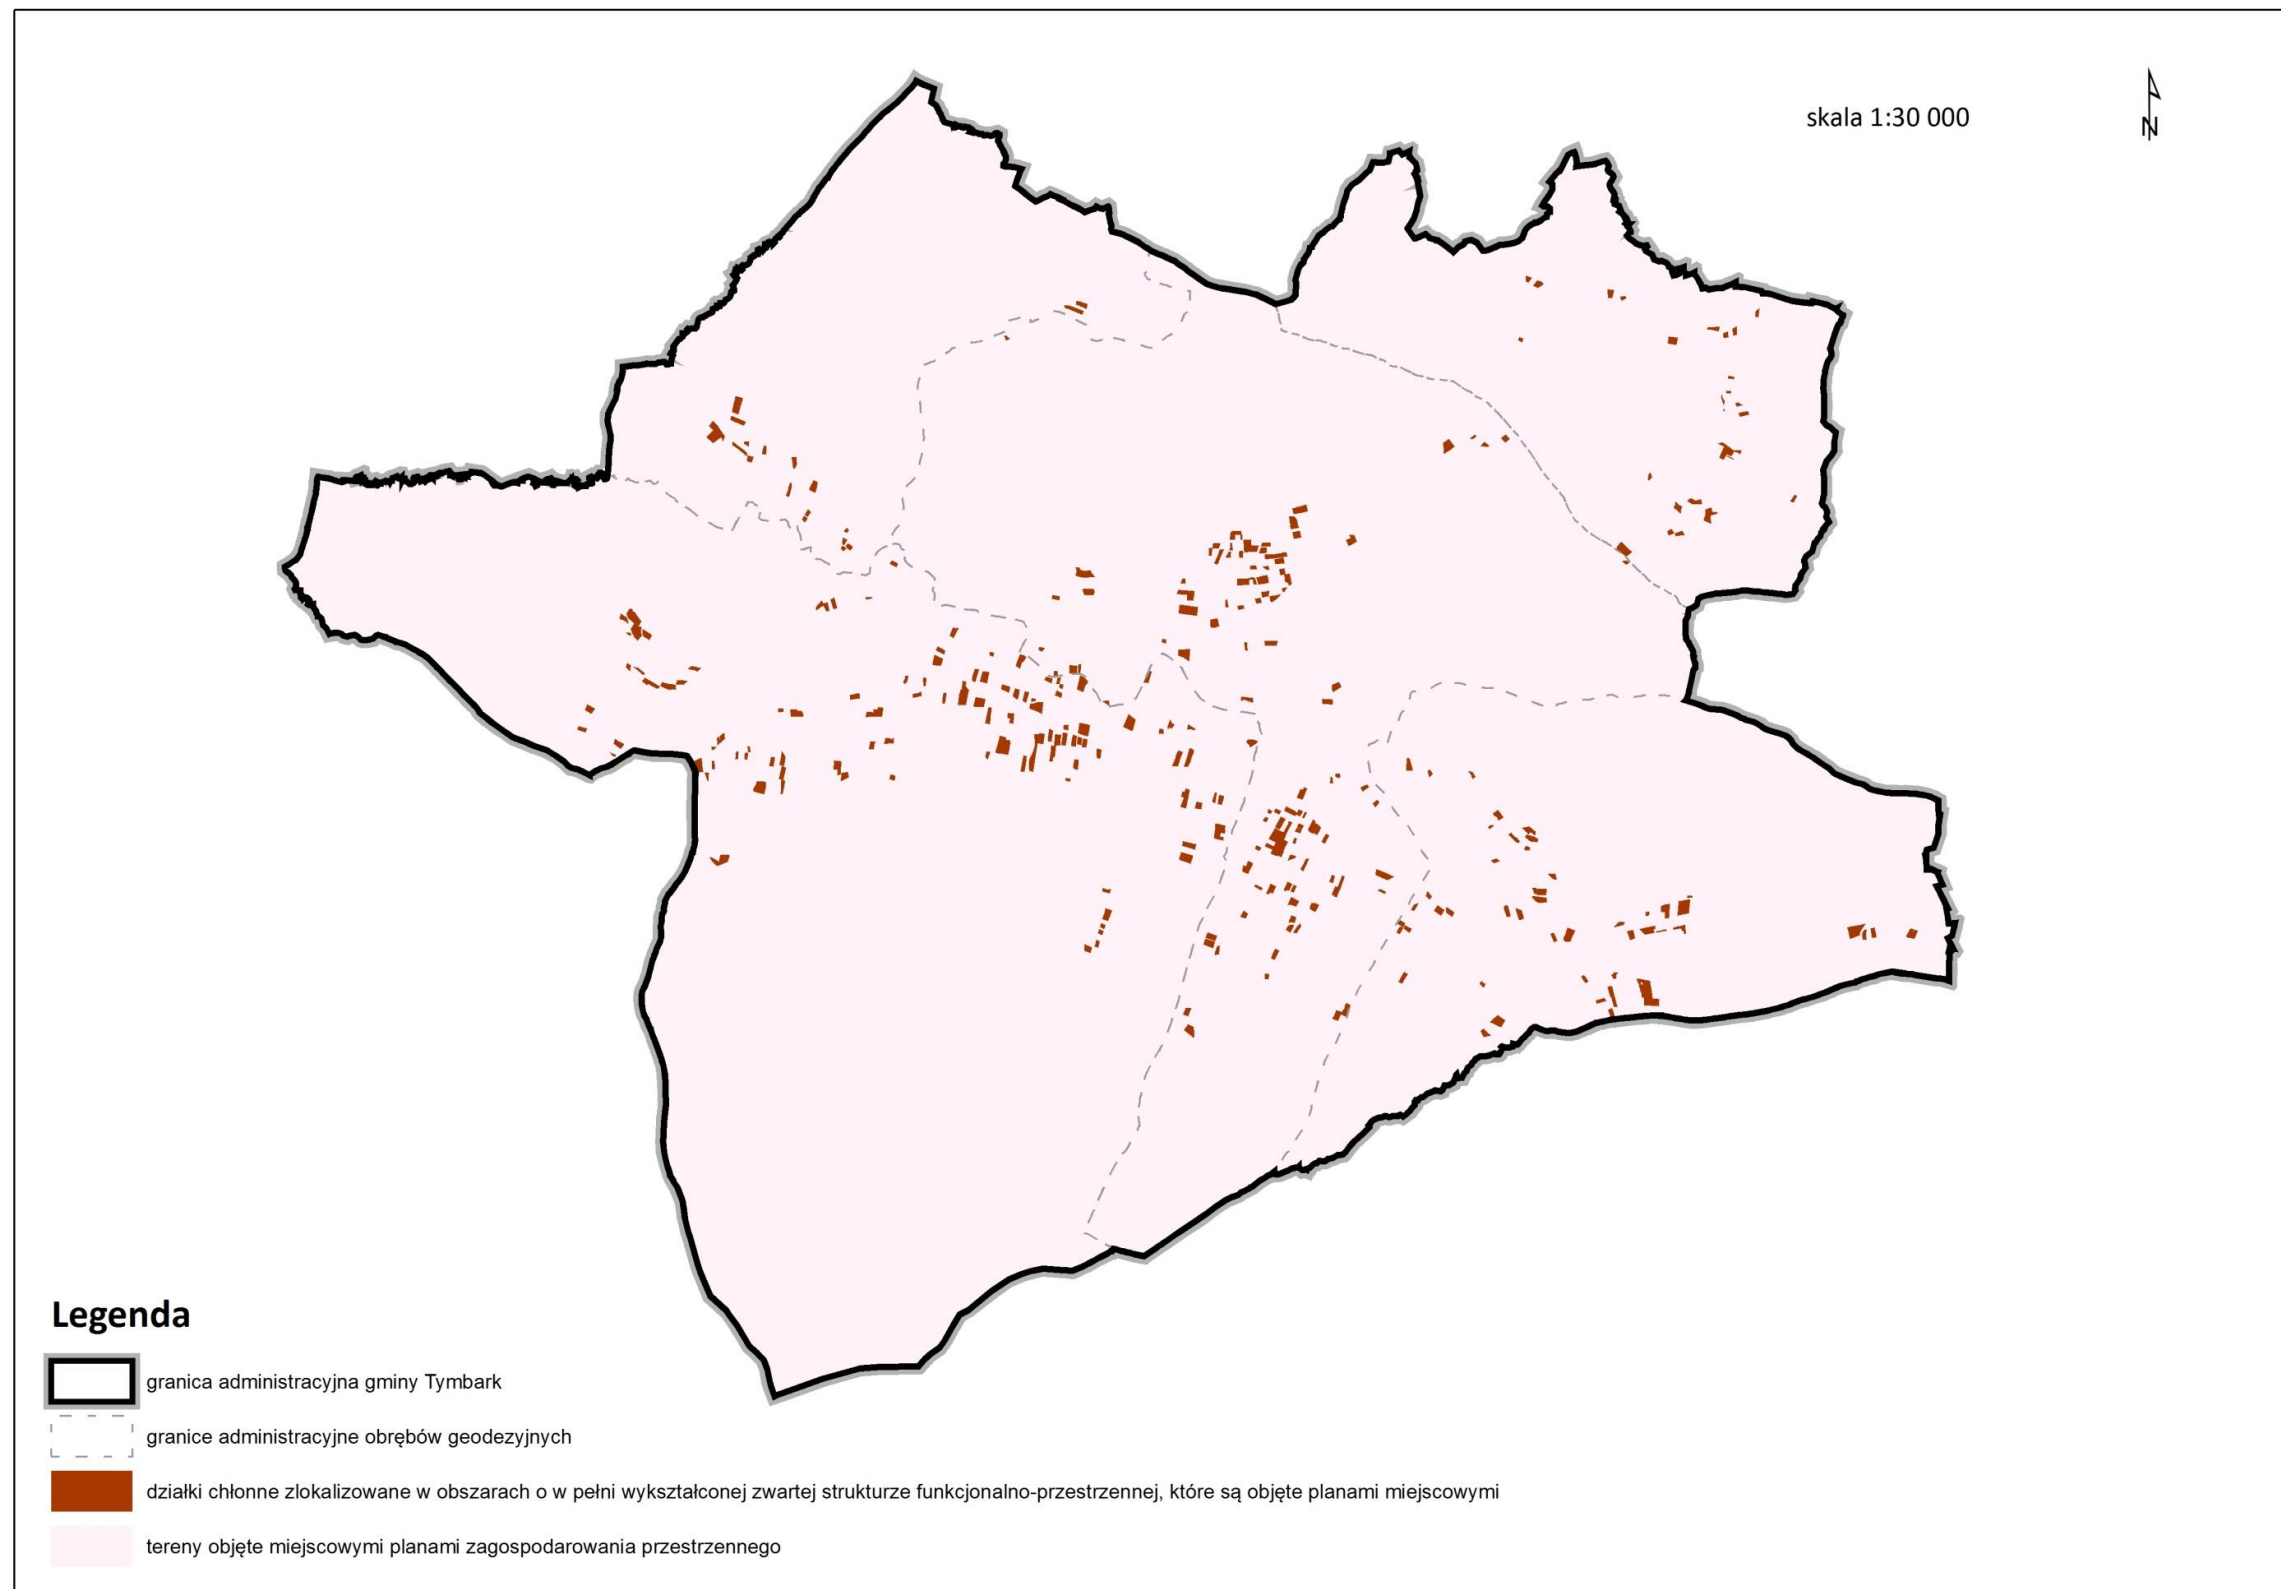 skala 1:30 000
N
Legenda
granica administracyjna gminy Tymbark
granice administracyjne obrębów geodezyjnych
działki chłonne zlokalizowane w obszarach o w pełni wykształconej zwartej strukturze funkcjonalno-przestrzennej, które są objęte planami miejscowymi
tereny objęte miejscowymi planami zagospodarowania przestrzennego